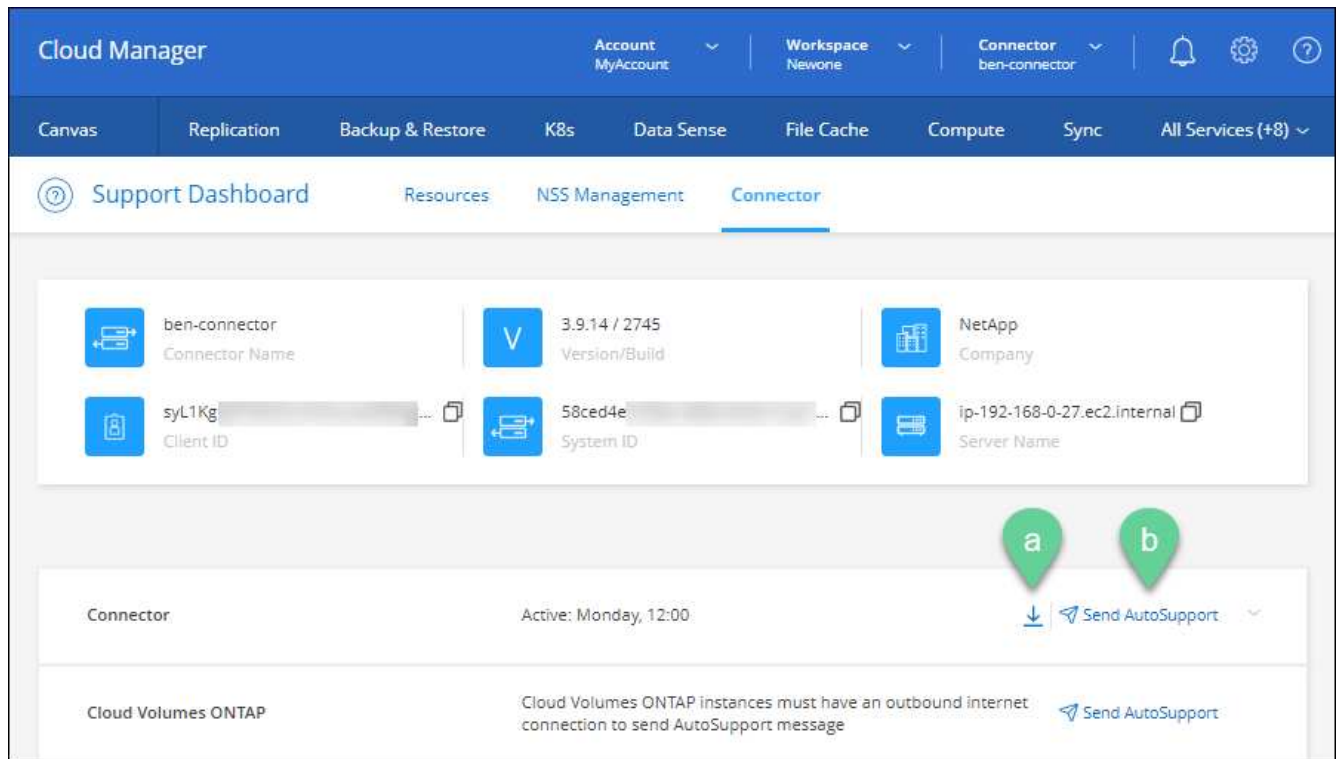 Cloud Manager
Account
MyAccount
Workspace
Newone
Connector
ben-connector
Canvas Replication Backup & Restore K8s Data Sense File Cache Compute Sync All Services (+8)
Support Dashboard Resources NSS Management Connector
ben-connector
Connector Name
V
3.9.14 / 2745
Version/Build
NetApp
Company
syL1Kg ...
Client ID
58ced4e ...
System ID
ip-192-168-0-27.ec2.internal
Server Name
a b
Connector Active: Monday, 12:00 Send AutoSupport
Cloud Volumes ONTAP
Cloud Volumes ONTAP instances must have an outbound internet
connection to send AutoSupport message
Send AutoSupport